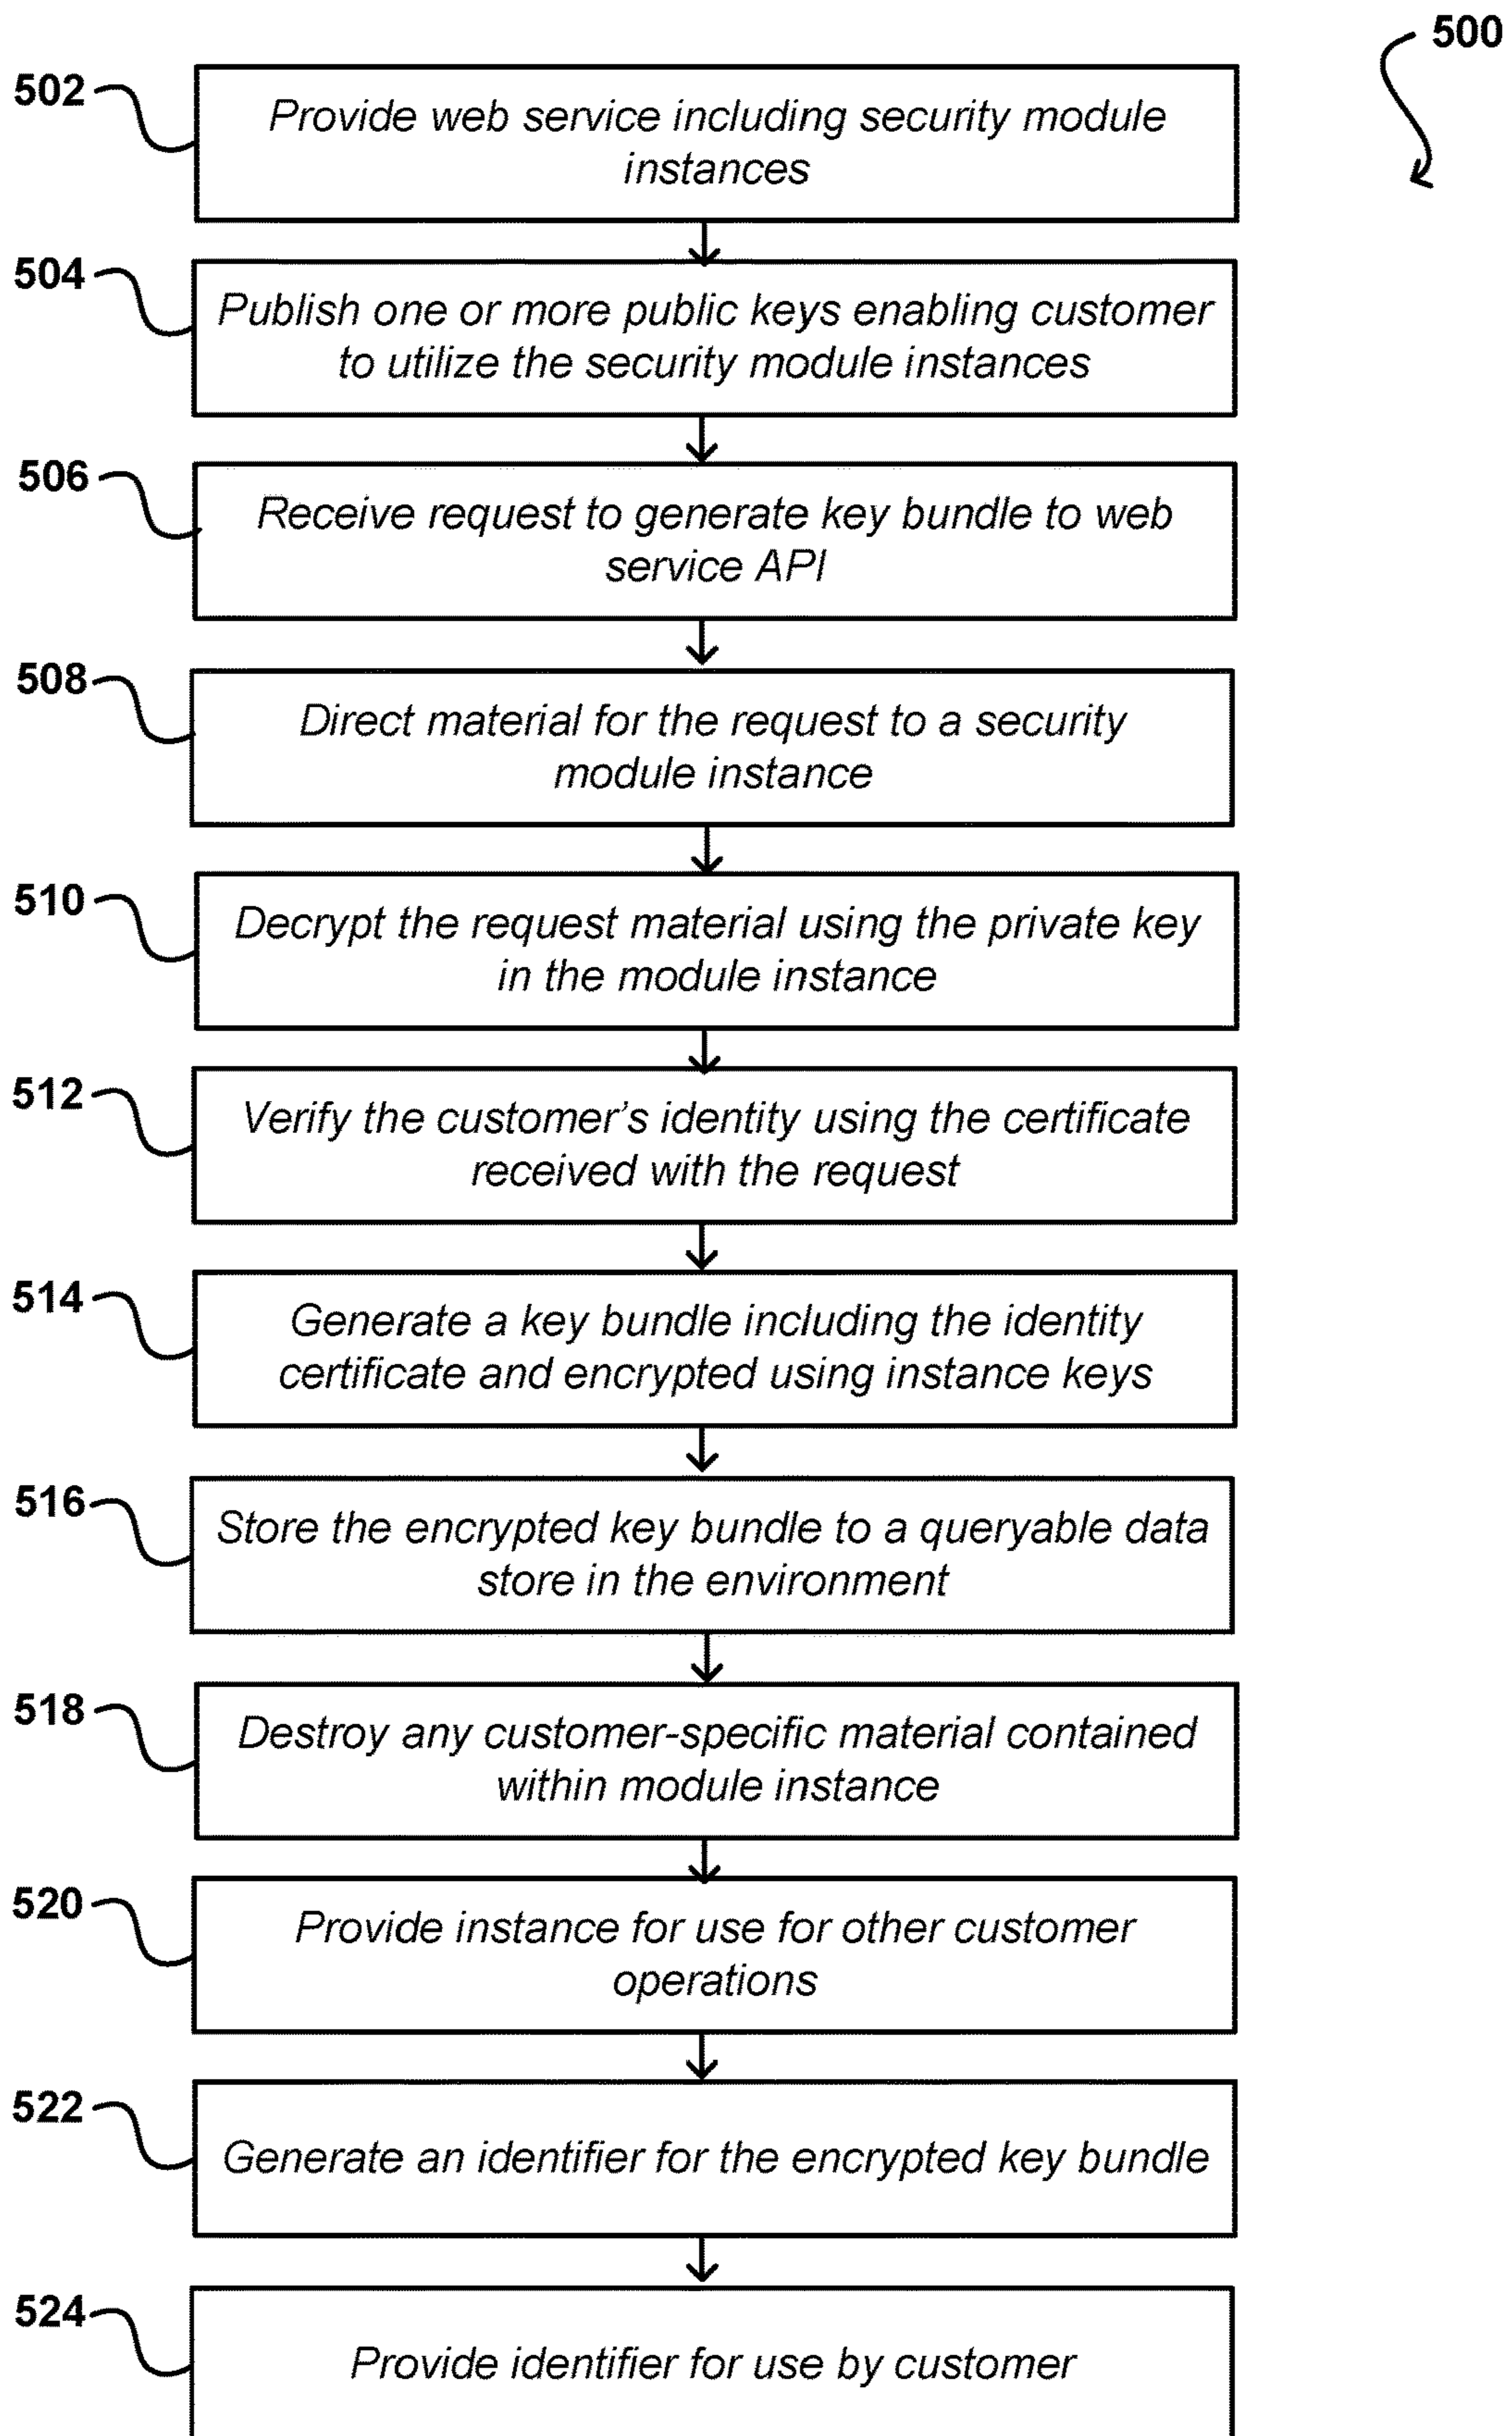 500
502
Provide web service including security module
instances
504
Publish one or more public keys enabling customer
to utilize the security module instances
506
Receive request to generate key bundle to web
service API
508
Direct material for the request to a security
module instance
510
Decrypt the request material using the private key
in the module instance
512
Verify the customer's identity using the certificate
received with the request
514
Generate a key bundle including the identity
certificate and encrypted using instance keys
516
Store the encrypted key bundle to a queryable data
store in the environment
518
Destroy any customer-specific material contained
within module instance
520
Provide instance for use for other customer
operations
522
Generate an identifier for the encrypted key bundle
524
Provide identifier for use by customer